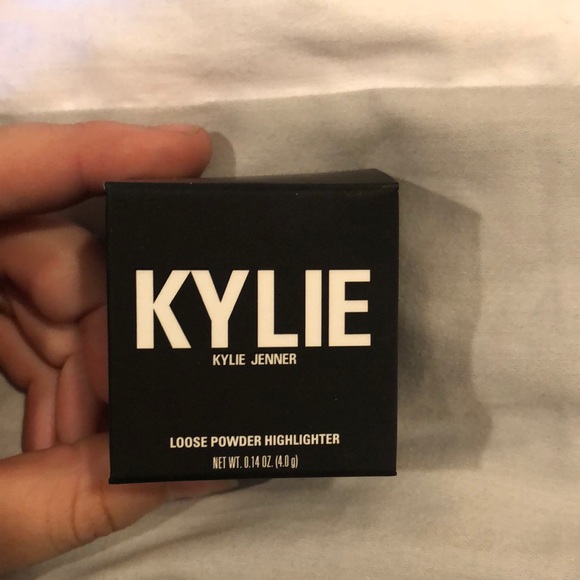 KYLIE
KYLIE JENNER
LOOSE POWDER HIGHLIGHTER
NET WT. 0.14 OZ. (4.0 g)